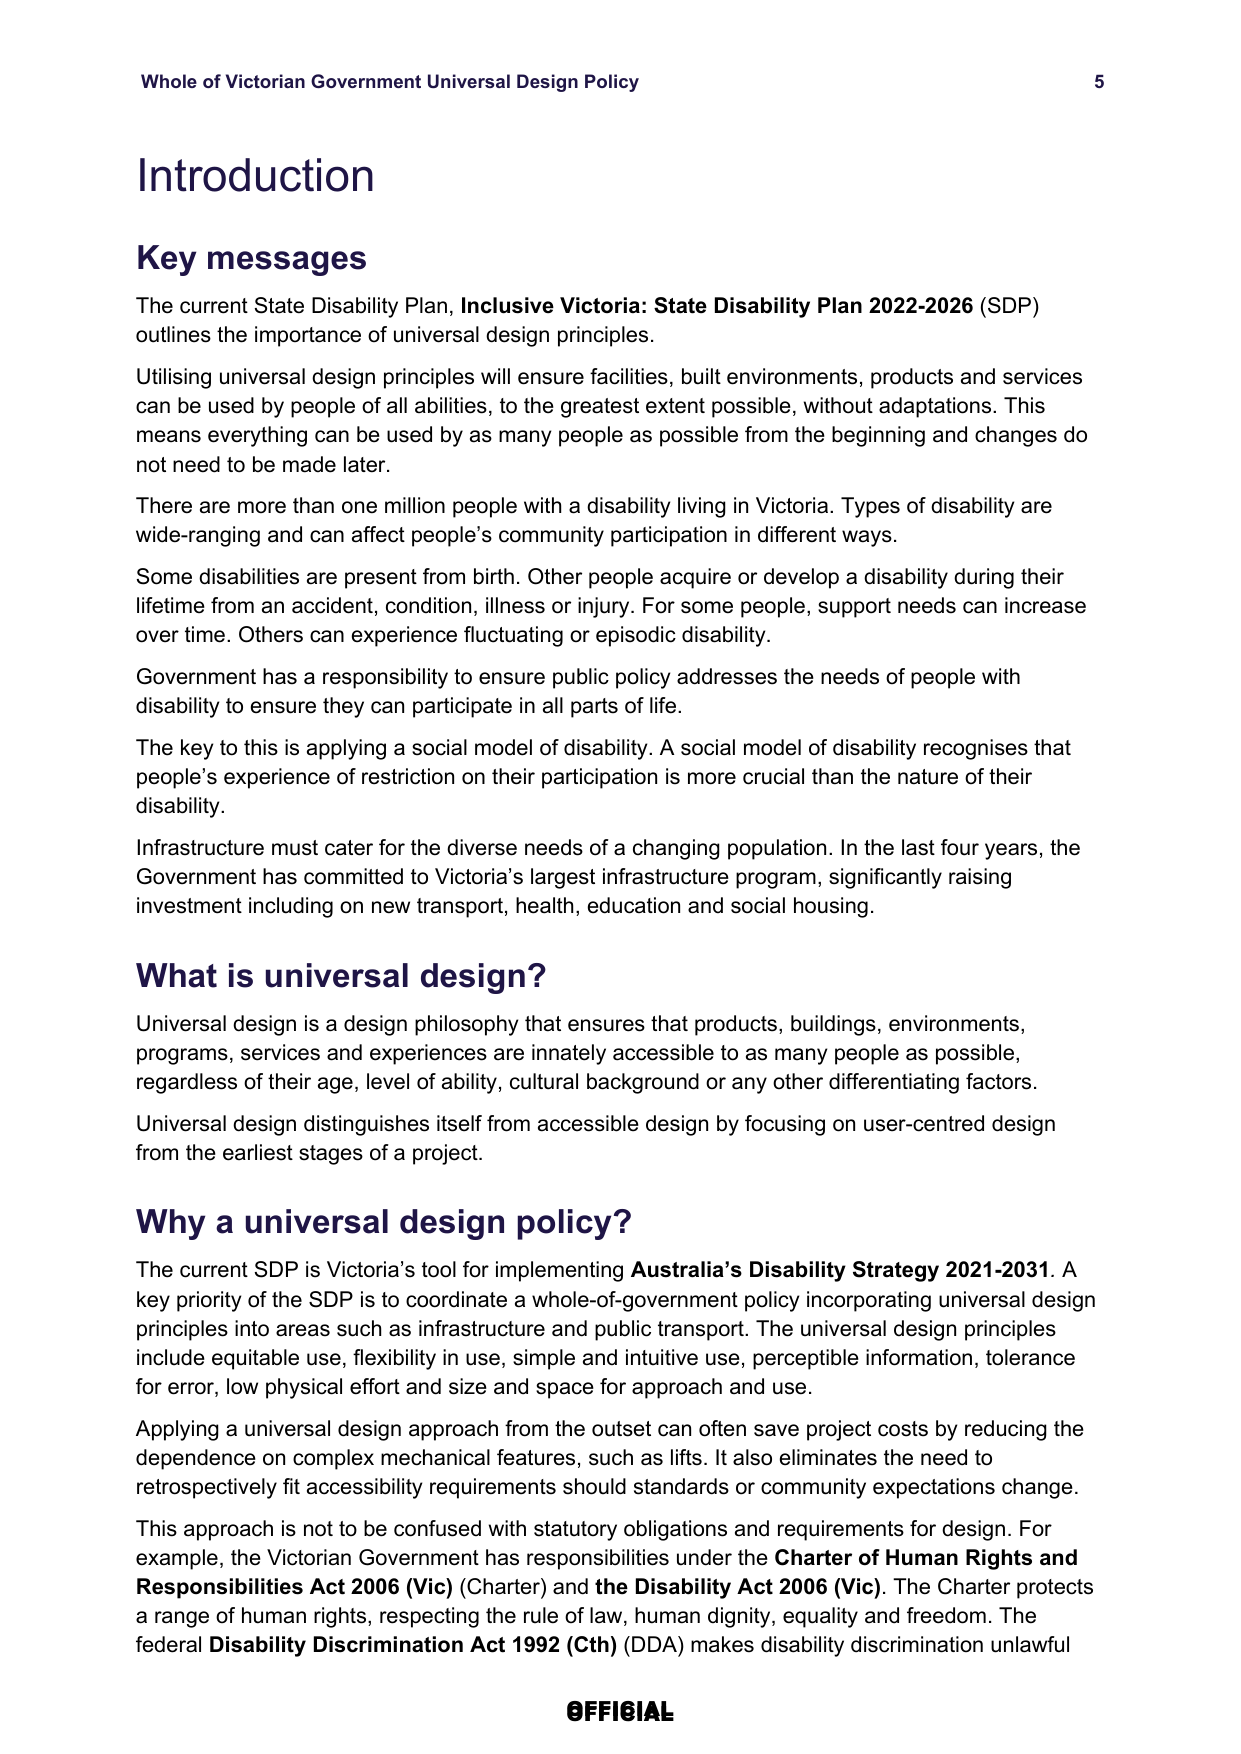 Whole of Victorian Government Universal Design Policy 5
Introduction
Key messages
The current State Disability Plan, Inclusive Victoria: State Disability Plan 2022-2026 (SDP)
outlines the importance of universal design principles.
Utilising universal design principles will ensure facilities, built environments, products and services
can be used by people of all abilities, to the greatest extent possible, without adaptations. This
means everything can be used by as many people as possible from the beginning and changes do
not need to be made later.
There are more than one million people with a disability living in Victoria. Types of disability are
wide-ranging and can affect people’s community participation in different ways.
Some disabilities are present from birth. Other people acquire or develop a disability during their
lifetime from an accident, condition, illness or injury. For some people, support needs can increase
over time. Others can experience fluctuating or episodic disability.
Government has a responsibility to ensure public policy addresses the needs of people with
disability to ensure they can participate in all parts of life.
The key to this is applying a social model of disability. A social model of disability recognises that
people’s experience of restriction on their participation is more crucial than the nature of their
disability.
Infrastructure must cater for the diverse needs of a changing population. In the last four years, the
Government has committed to Victoria’s largest infrastructure program, significantly raising
investment including on new transport, health, education and social housing.
What is universal design?
Universal design is a design philosophy that ensures that products, buildings, environments,
programs, services and experiences are innately accessible to as many people as possible,
regardless of their age, level of ability, cultural background or any other differentiating factors.
Universal design distinguishes itself from accessible design by focusing on user-centred design
from the earliest stages of a project.
Why a universal design policy?
The current SDP is Victoria’s tool for implementing Australia’s Disability Strategy 2021-2031. A
key priority of the SDP is to coordinate a whole-of-government policy incorporating universal design
principles into areas such as infrastructure and public transport. The universal design principles
include equitable use, flexibility in use, simple and intuitive use, perceptible information, tolerance
for error, low physical effort and size and space for approach and use.
Applying a universal design approach from the outset can often save project costs by reducing the
dependence on complex mechanical features, such as lifts. It also eliminates the need to
retrospectively fit accessibility requirements should standards or community expectations change.
This approach is not to be confused with statutory obligations and requirements for design. For
example, the Victorian Government has responsibilities under the Charter of Human Rights and
Responsibilities Act 2006 (Vic) (Charter) and the Disability Act 2006 (Vic). The Charter protects
a range of human rights, respecting the rule of law, human dignity, equality and freedom. The
federal Disability Discrimination Act 1992 (Cth) (DDA) makes disability discrimination unlawful
OFFICIAL
OFFICIAL